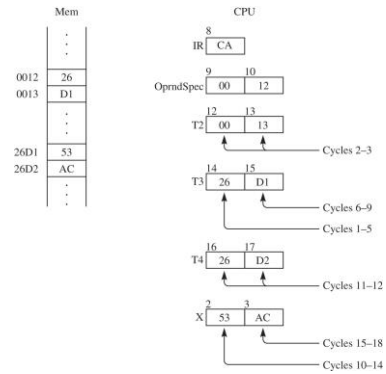 Mem
CPU
8
IR CA
9 10
OprndSpec 00 12
0012 26
0013 D1
12 13
T2 00 13
Cycles 2–3
26D1 53
26D2 AC
14 15
T3 26 D1
Cycles 6–9
Cycles 1–5
16 17
T4 26 D2
Cycles 11–12
2 3
X 53 AC
Cycles 15–18
Cycles 10–14